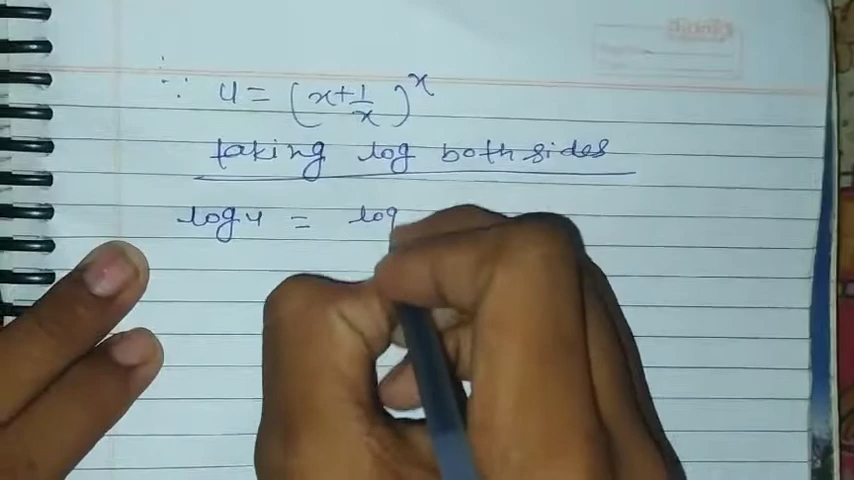 ∵ u = (x+1/x)^x
taking log both sides
log u = log